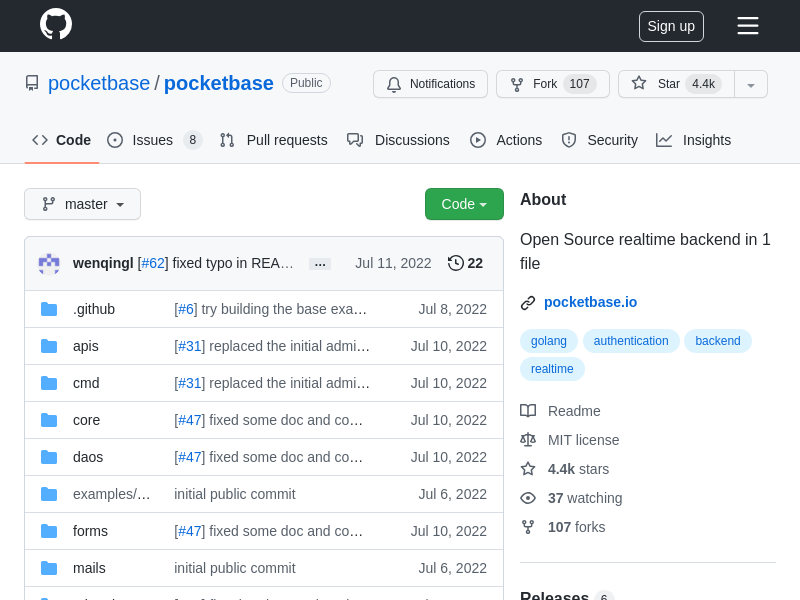 Sign up
pocketbase / pocketbase Public
Notifications Fork 107 Star 4.4k
Code Issues 8 Pull requests Discussions Actions Security Insights
master Code
wenqingl [#62] fixed typo in REA… … Jul 11, 2022 22
.github [#6] try building the base exa… Jul 8, 2022
apis [#31] replaced the initial admi… Jul 10, 2022
cmd [#31] replaced the initial admi… Jul 10, 2022
core [#47] fixed some doc and co… Jul 10, 2022
daos [#47] fixed some doc and co… Jul 10, 2022
examples/… initial public commit Jul 6, 2022
forms [#47] fixed some doc and co… Jul 10, 2022
mails initial public commit Jul 6, 2022
About
Open Source realtime backend in 1
file
pocketbase.io
golang authentication backend
realtime
Readme
MIT license
4.4k stars
37 watching
107 forks
Releases 6